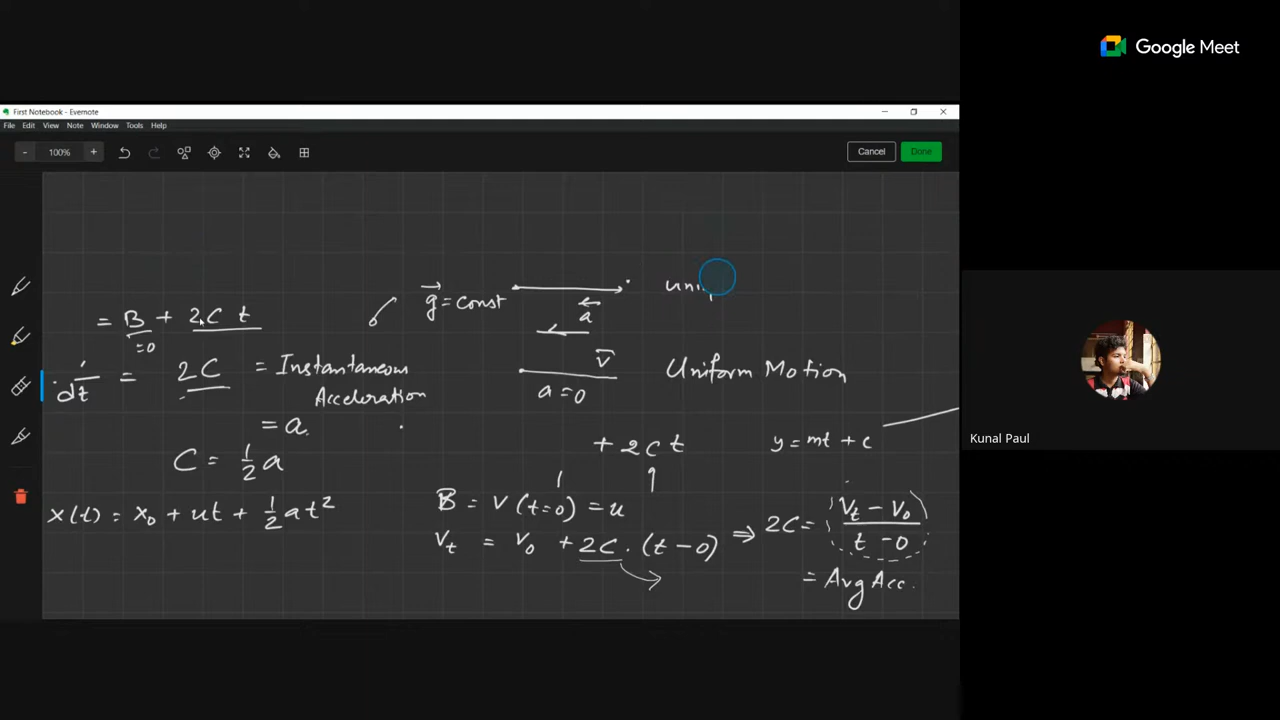 Google Meet
First Notebook - Evernote
File Edit View Note Window Tools Help
- 100% +
Cancel Done
= B + 2C t
=0
dt = 2C = Instantaneous
Acceleration
= a.
C = 1/2 a
x(t) = x₀ + ut + 1/2 at²
g⃗ = const
a
v
a = 0
Uniform Motion
+ 2ct
y = mt + c
B = v (t=0) = u
Vt = V₀ + 2C . (t-0) ⇒ 2C = Vt - V₀ / t - 0
= Avg Acc.
Kunal Paul